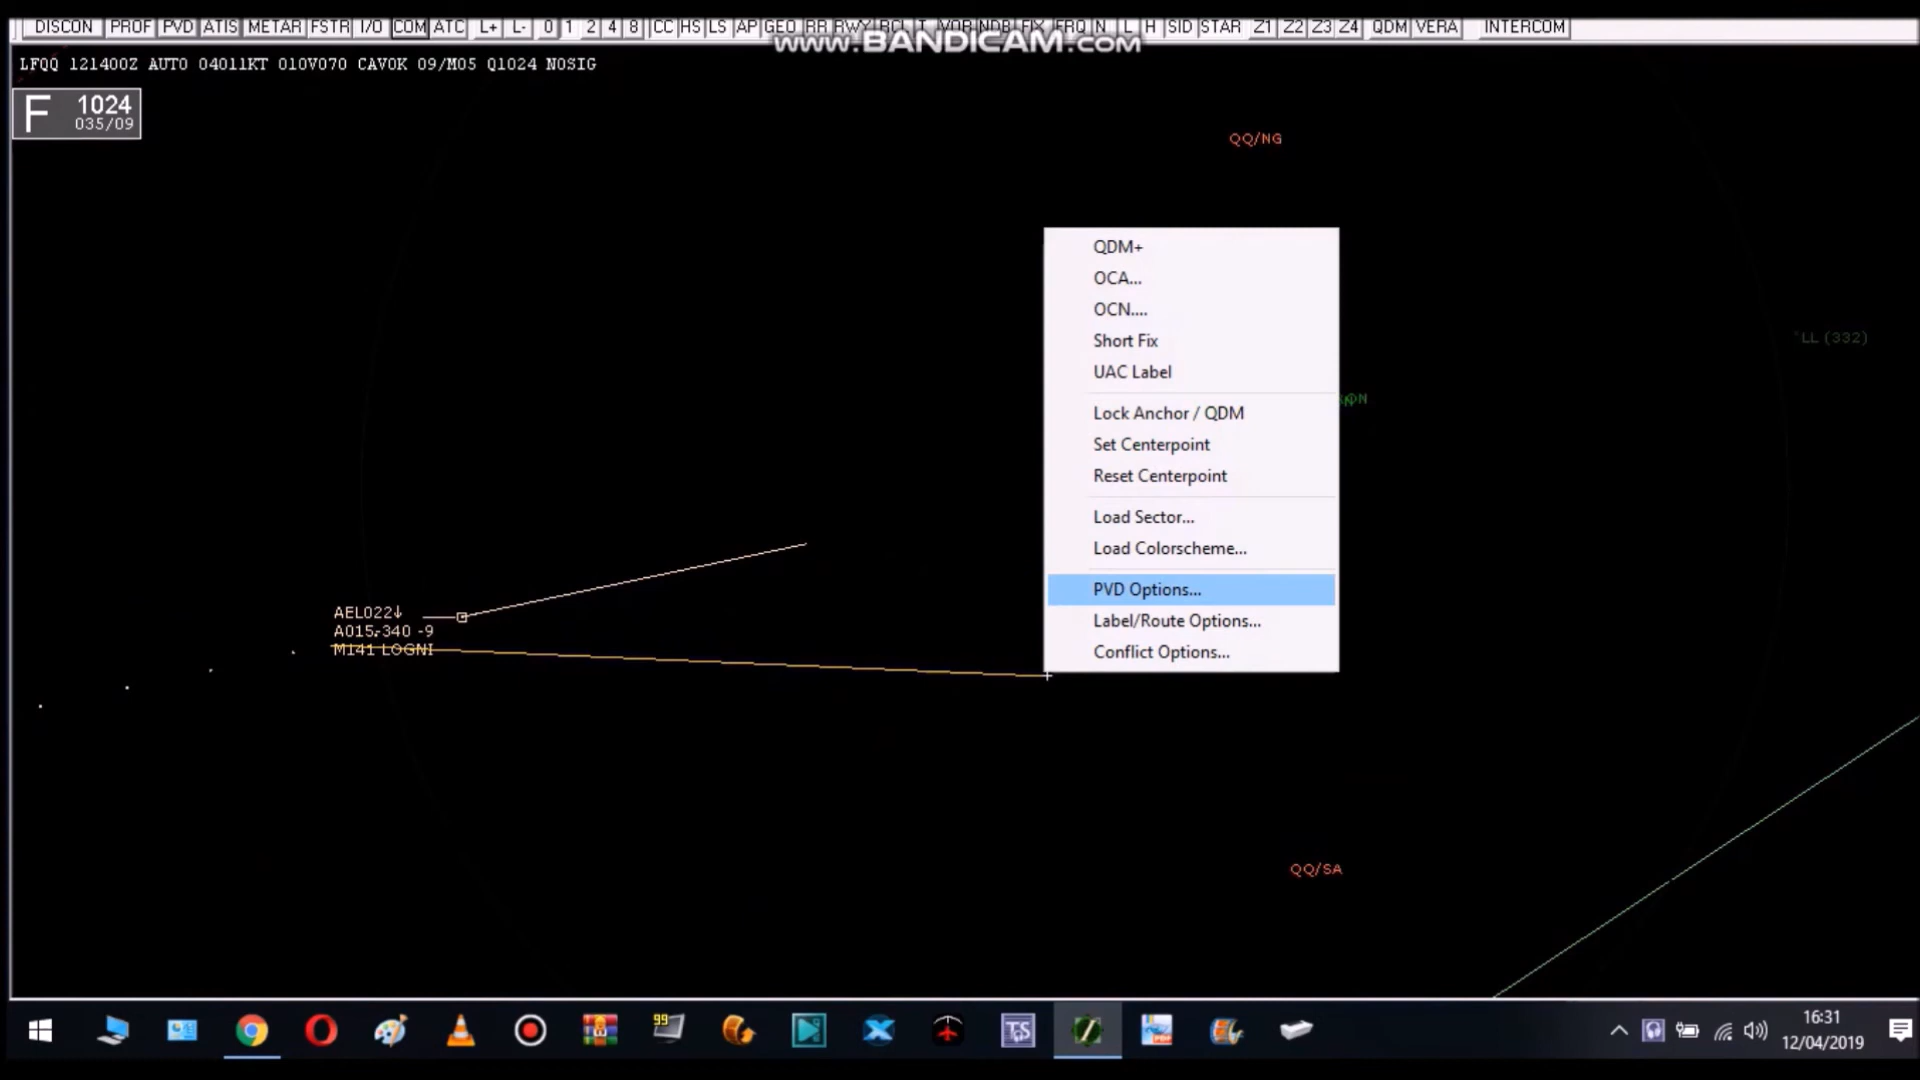 DISCON PROF PVD ATIS METAR FSTR I/O COM ATC L+ L- 0 1 2 4 8 CC HS LS AP GEO RR RWY RCL T VOR NDB FIX FRQ N L H SID STAR Z1 Z2 Z3 Z4 QDM VERA INTERCOM
www.BANDICAM.com
LFQQ 121400Z AUTO 04011KT 010V070 CAVOK 09/M05 Q1024 NOSIG
F 1024
035/09
QQ/NG
QDM+
OCA...
OCN....
Short Fix
UAC Label
Lock Anchor / QDM
Set Centerpoint
Reset Centerpoint
Load Sector...
Load Colorscheme...
PVD Options...
Label/Route Options...
Conflict Options...
LL (332)
AEL022↓
A015-340 -9
M141 LOGNI
QQ/SA
99
TS
16:31
12/04/2019